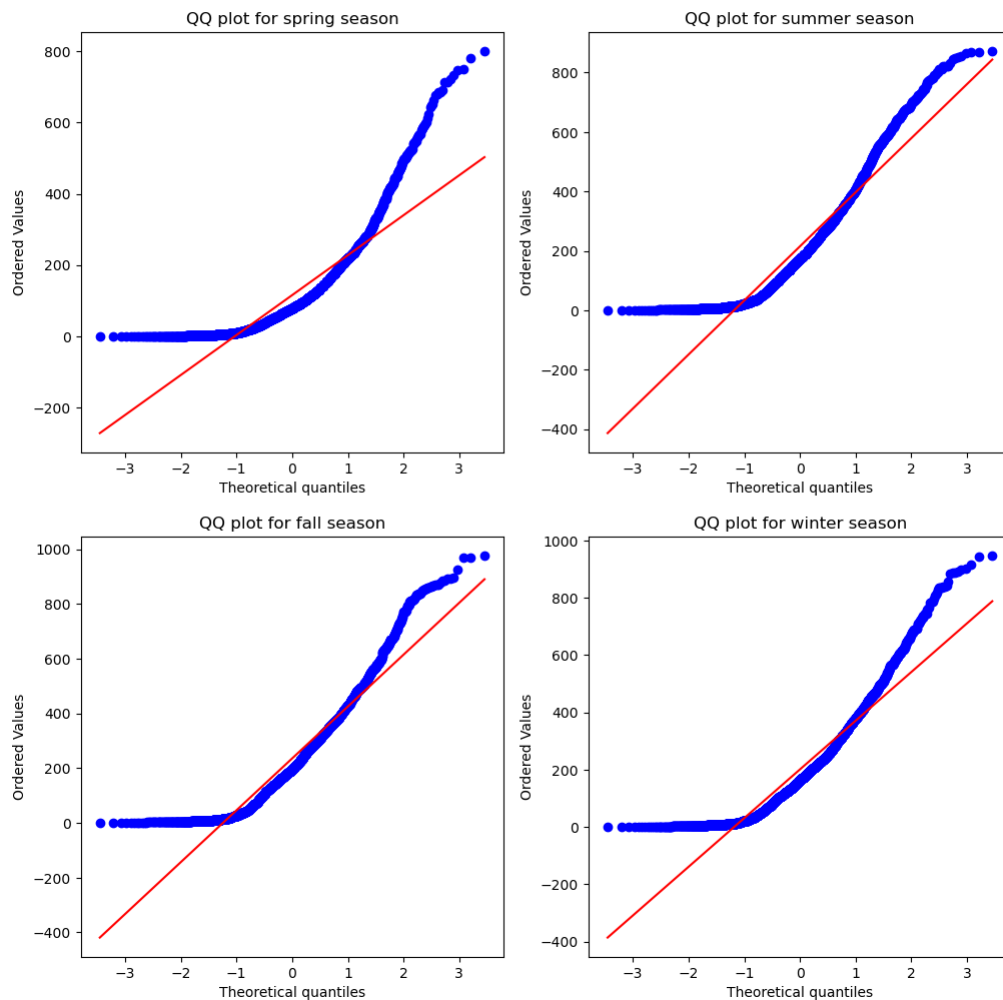 QQ plot for spring season
800
600
400
200
0
−200
Ordered Values
−3 −2 −1 0 1 2 3
Theoretical quantiles
QQ plot for summer season
800
600
400
200
0
−200
−400
Ordered Values
−3 −2 −1 0 1 2 3
Theoretical quantiles
QQ plot for fall season
1000
800
600
400
200
0
−200
−400
Ordered Values
−3 −2 −1 0 1 2 3
Theoretical quantiles
QQ plot for winter season
1000
800
600
400
200
0
−200
−400
Ordered Values
−3 −2 −1 0 1 2 3
Theoretical quantiles